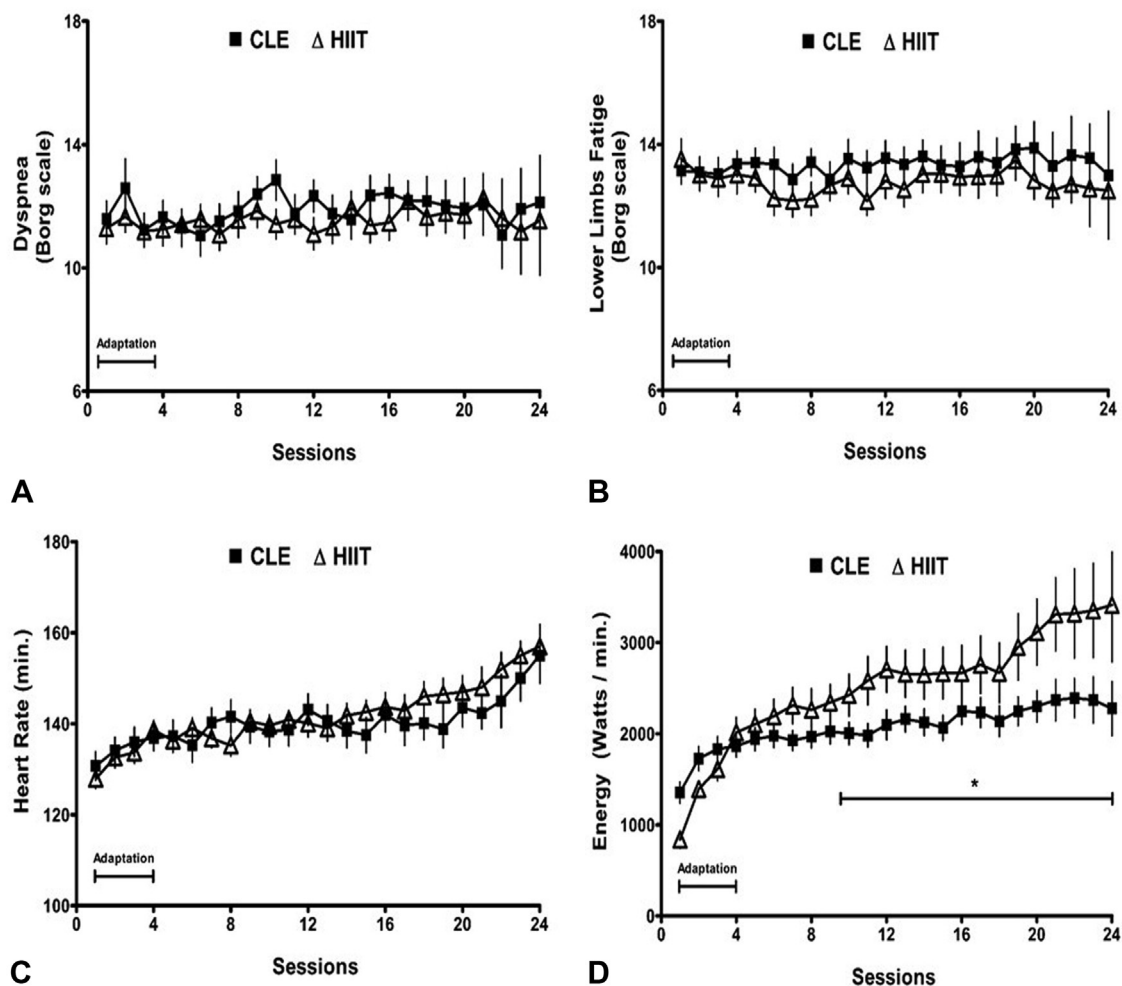 18
CLE HIIT
14
10
6
Dyspnea
(Borg scale)
Adaptation
0 4 8 12 16 20 24
Sessions
A
18
CLE HIIT
14
10
6
Lower Limbs Fatige
(Borg scale)
Adaptation
0 4 8 12 16 20 24
Sessions
B
180
CLE HIIT
160
140
120
100
Heart Rate (min.)
Adaptation
0 4 8 12 16 20 24
Sessions
C
4000
CLE HIIT
3000
2000
1000
0
Energy (Watts / min.)
*
Adaptation
0 4 8 12 16 20 24
Sessions
D